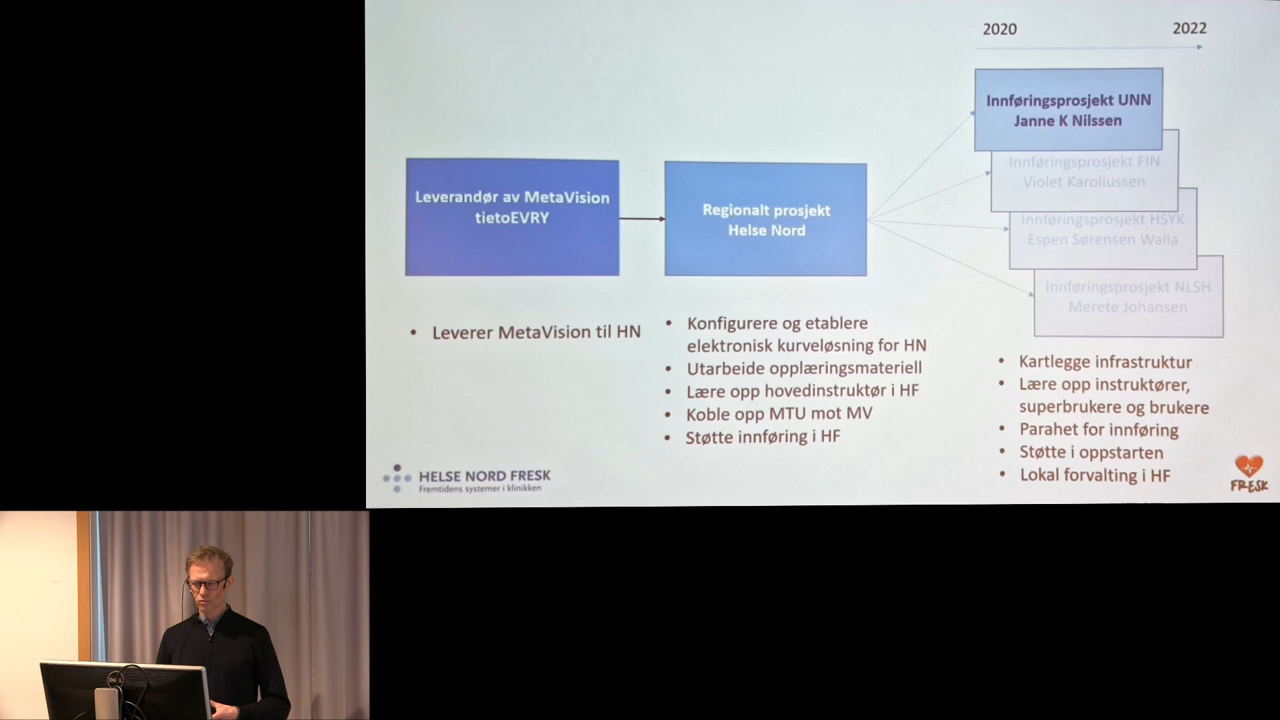 2020
2022
Innføringsprosjekt UNN
Janne K Nilssen
Innføringsprosjekt FIN
Violet Karoliussen
Innføringsprosjekt HSYK
Espen Sørensen Walla
Innføringsprosjekt NLSH
Merete Johansen
Leverandør av MetaVision
tietoEVRY
Regionalt prosjekt
Helse Nord
• Leverer MetaVision til HN
• Konfigurere og etablere
elektronisk kurveløsning for HN
• Utarbeide opplæringsmateriell
• Lære opp hovedinstruktør i HF
• Koble opp MTU mot MV
• Støtte innføring i HF
• Kartlegge infrastruktur
• Lære opp instruktører,
superbrukere og brukere
• Parahet for innføring
• Støtte i oppstarten
• Lokal forvalting i HF
HELSE NORD FRESK
Fremtidens systemer i klinikken
FRESK
DELL